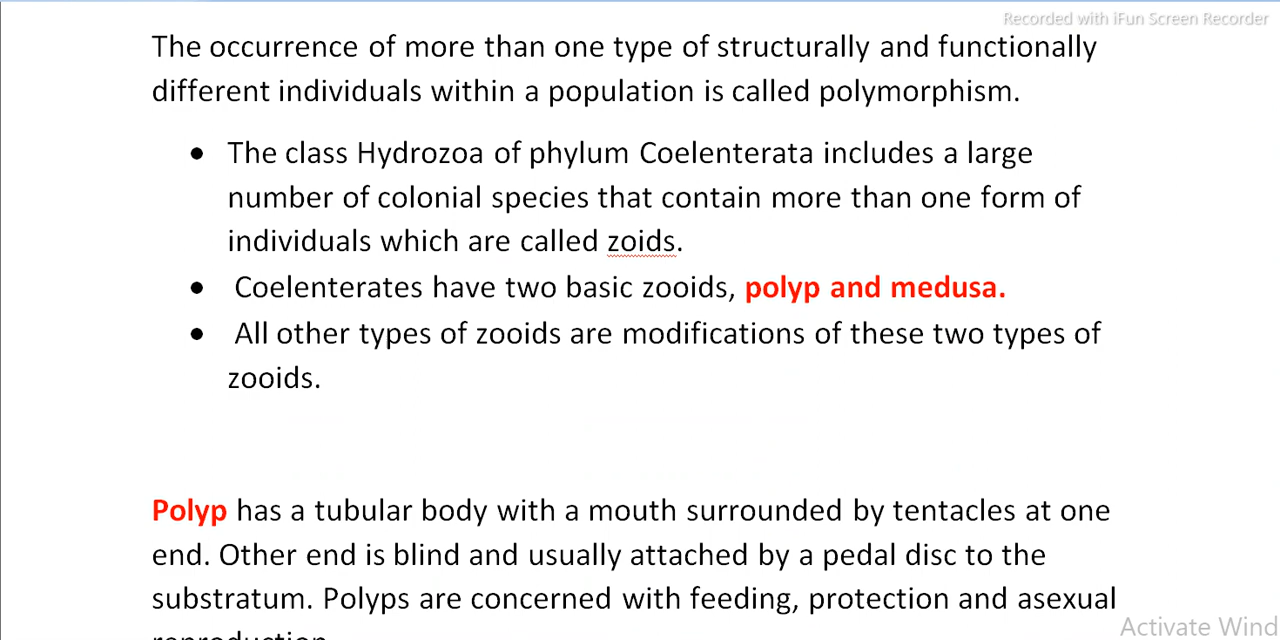 Recorded with iFun Screen Recorder
The occurrence of more than one type of structurally and functionally
different individuals within a population is called polymorphism.
• The class Hydrozoa of phylum Coelenterata includes a large
number of colonial species that contain more than one form of
individuals which are called zoids.
• Coelenterates have two basic zooids, polyp and medusa.
• All other types of zooids are modifications of these two types of
zooids.
Polyp has a tubular body with a mouth surrounded by tentacles at one
end. Other end is blind and usually attached by a pedal disc to the
substratum. Polyps are concerned with feeding, protection and asexual
reproduction.
Activate Wind